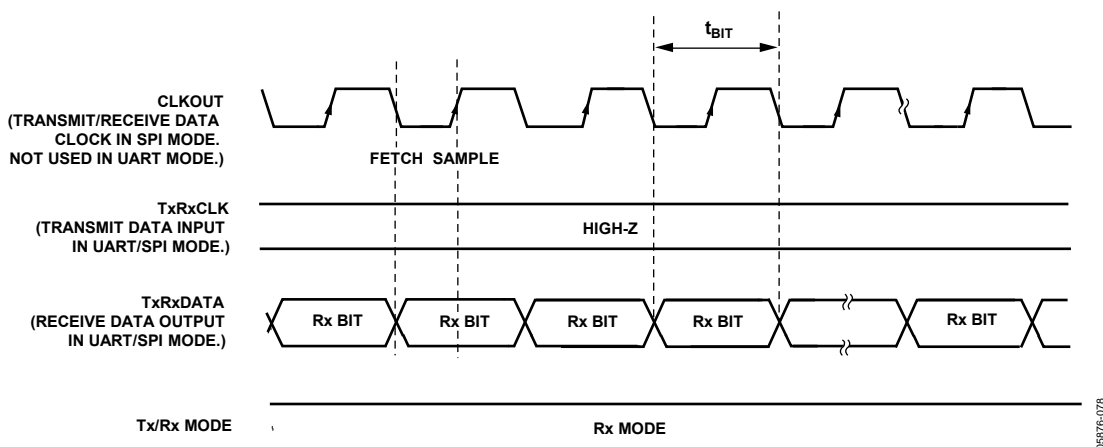 tBIT
CLKOUT
(TRANSMIT/RECEIVE DATA
CLOCK IN SPI MODE.
NOT USED IN UART MODE.)
FETCH SAMPLE
TxRxCLK
(TRANSMIT DATA INPUT
IN UART/SPI MODE.)
HIGH-Z
TxRxDATA
(RECEIVE DATA OUTPUT
IN UART/SPI MODE.)
Rx BIT Rx BIT Rx BIT Rx BIT Rx BIT
Tx/Rx MODE
Rx MODE
05876-078